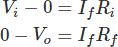 V_i − 0 = I_f R_i
0 − V_o = I_f R_f